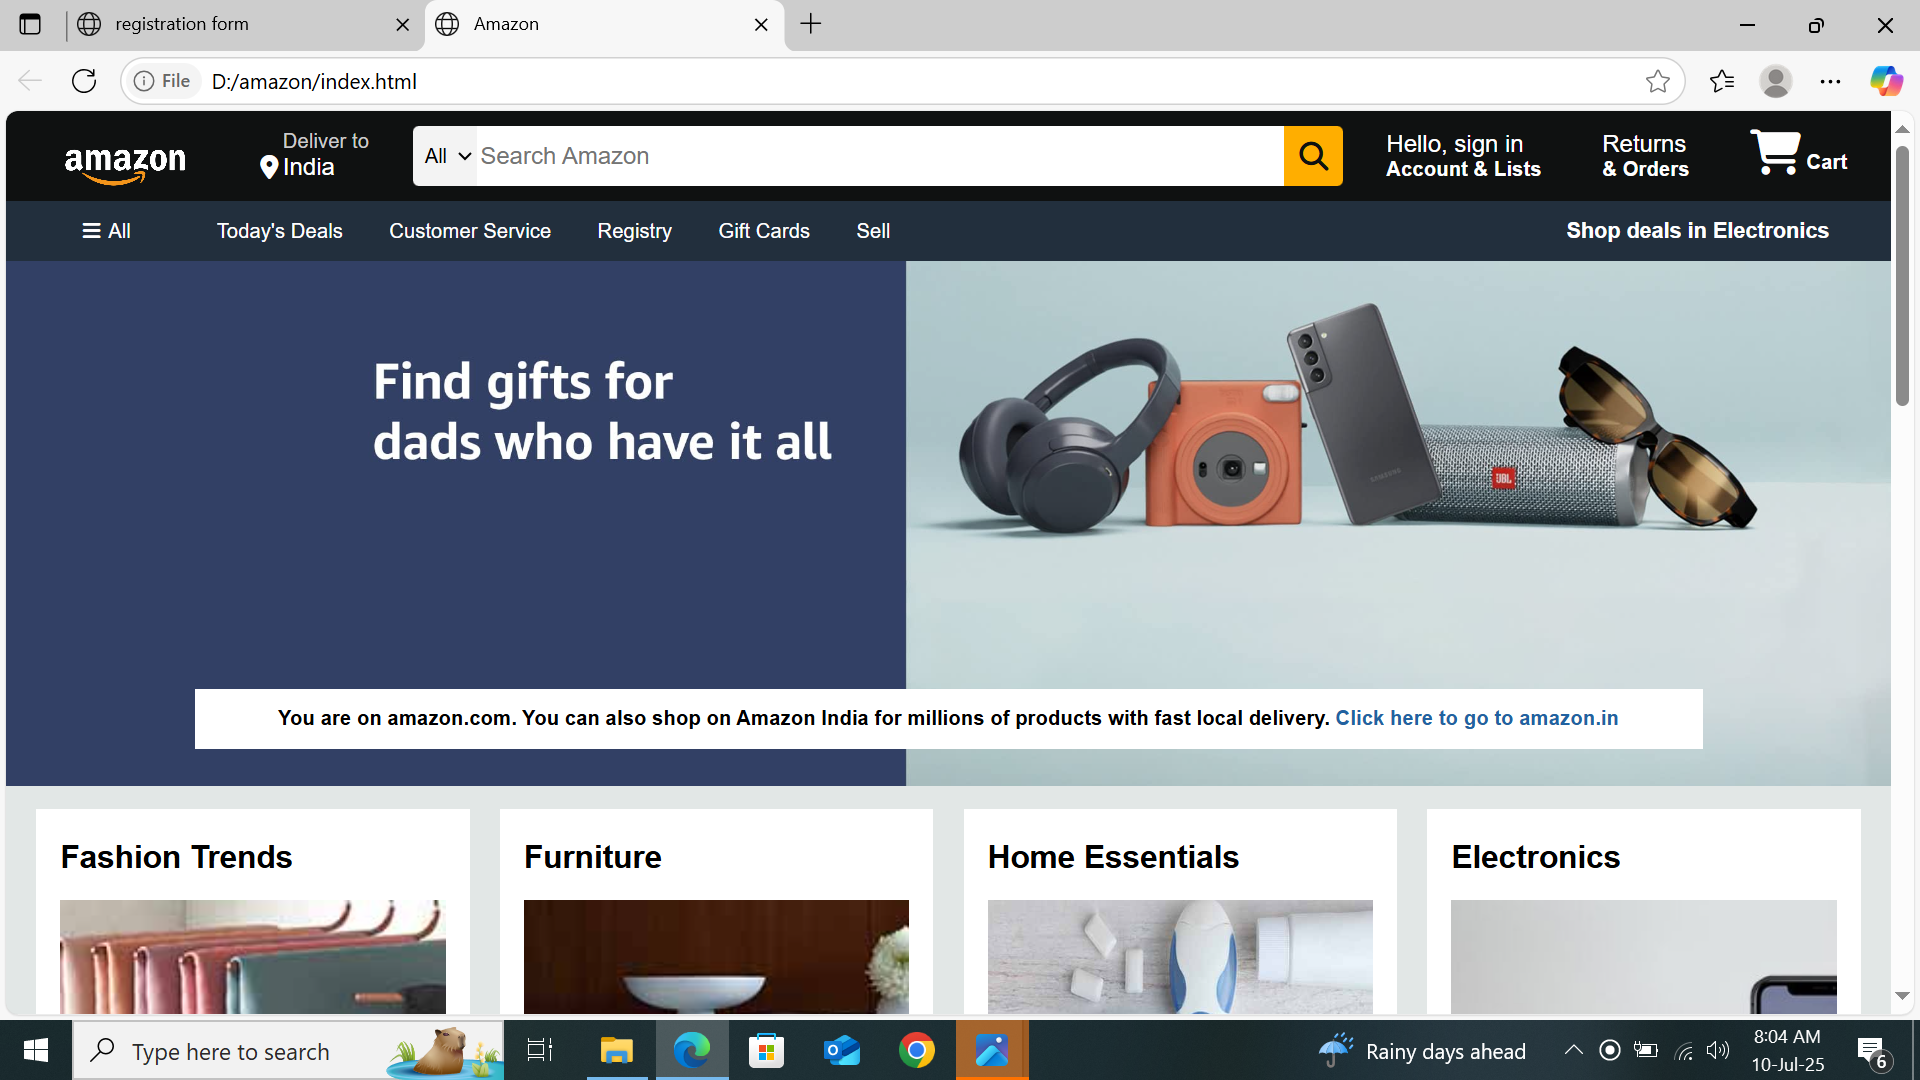 registration form
Amazon
File
D:/amazon/index.html
amazon
Deliver to
India
All
Search Amazon
Hello, sign in
Account & Lists
Returns
& Orders
Cart
All
Today's Deals
Customer Service
Registry
Gift Cards
Sell
Shop deals in Electronics
Find gifts for
dads who have it all
SAMSUNG
JBL
You are on amazon.com. You can also shop on Amazon India for millions of products with fast local delivery. Click here to go to amazon.in
Fashion Trends
Furniture
Home Essentials
Electronics
Type here to search
Rainy days ahead
8:04 AM
10-Jul-25
6